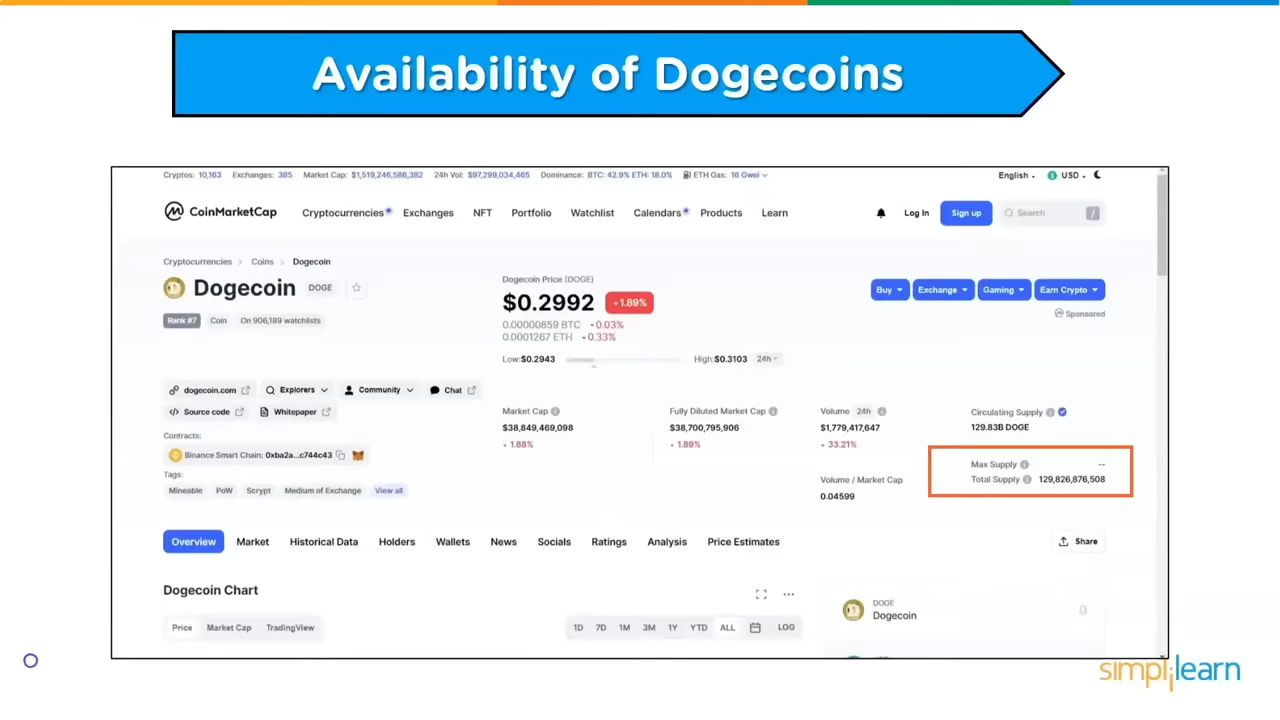 Availability of Dogecoins
Cryptos: 10,163 Exchanges: 385 Market Cap: $1,519,246,586,382 24h Vol: $97,299,034,465 Dominance: BTC: 42.9% ETH: 18.0% ETH Gas: 16 Gwei English USD
CoinMarketCap Cryptocurrencies Exchanges NFT Portfolio Watchlist Calendars Products Learn Log In Sign up Search /
Cryptocurrencies > Coins > Dogecoin
Dogecoin DOGE
Rank #7 Coin On 906,189 watchlists
Dogecoin Price (DOGE)
$0.2992 1.89%
0.00000859 BTC 0.03%
0.0001267 ETH 0.33%
Low:$0.2943 High:$0.3103 24h
Buy Exchange Gaming Earn Crypto
Sponsored
dogecoin.com Explorers Community Chat
Source code Whitepaper
Contracts:
Binance Smart Chain: 0xba2a...c744c43
Tags:
Mineable PoW Scrypt Medium of Exchange View all
Market Cap
$38,849,469,098
1.88%
Fully Diluted Market Cap
$38,700,795,906
1.89%
Volume 24h
$1,779,417,647
33.21%
Volume / Market Cap
0.04599
Circulating Supply
129.83B DOGE
Max Supply --
Total Supply 129,826,876,508
Overview Market Historical Data Holders Wallets News Socials Ratings Analysis Price Estimates Share
Dogecoin Chart
Price Market Cap TradingView 1D 7D 1M 3M 1Y YTD ALL LOG
DOGE
Dogecoin 0
simplilearn